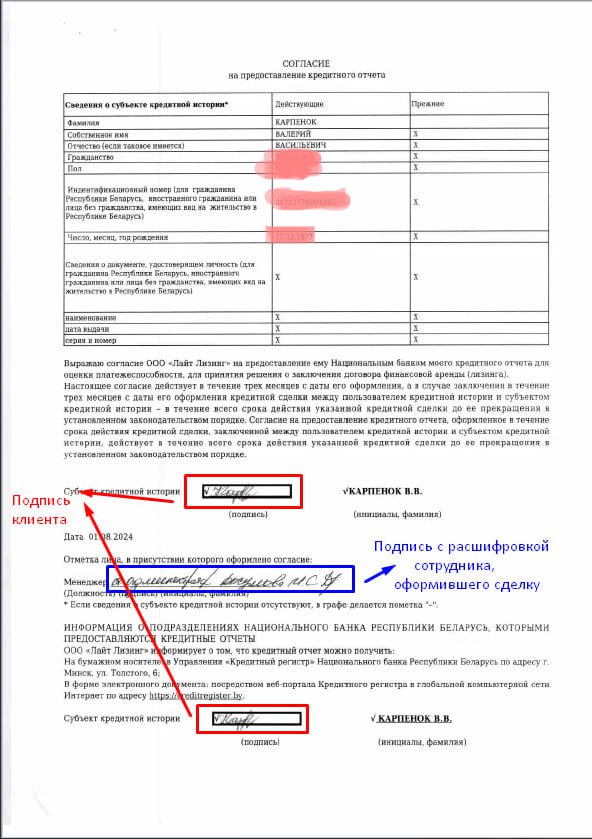 СОГЛАСИЕ
на предоставление кредитного отчета
Сведения о субъекте кредитной истории* Действующие Прежние
Фамилия КАРПЕНОК
Собственное имя ВАЛЕРИЙ X
Отчество (если таковое имеется) ВАСИЛЬЕВИЧ X
Гражданство X
Пол X
Индентификационный номер (для гражданина
Республики Беларусь, иностранного гражданина или
лица без гражданства, имеющих вид на жительство в
Республике Беларусь)
X
Число, месяц, год рождения X
Сведения о документе, удостоверяющем личность (для
гражданина Республики Беларусь, иностранного
гражданина или лица без гражданства, имеющих вид на
жительство в Республике Беларусь)
X X
наименование X X
дата выдачи X X
серия и номер X X
Выражаю согласие ООО «Лайт Лизинг» на предоставление ему Национальным банком моего кредитного отчета для
оценки платежеспособности, для принятия решения о заключения договора финансовой аренды (лизинга).
Настоящее согласие действует в течение трех месяцев с даты его оформления, а в случае заключения в течение
трех месяцев с даты его оформления кредитной сделки между пользователем кредитной истории и субъектом
кредитной истории – в течение всего срока действия указанной кредитной сделки до ее прекращения в
установленном законодательством порядке. Согласие на предоставление кредитного отчета, оформленное в течение
срока действия кредитной сделки, заключенной между пользователем кредитной истории и субъектом кредитной
истории, действует в течение всего срока действия указанной кредитной сделки до ее прекращения в
установленном законодательством порядке.
Субъект кредитной истории √ √КАРПЕНОК В.В.
(подпись) (инициалы, фамилия)
Подпись
клиента
Дата 01.08.2024
Отметка лица, в присутствии которого оформлено согласие:
Подпись с расшифровкой
сотрудника,
оформившего сделку
Менеджер
(Должность) (подпись) (инициалы, фамилия)
* Если сведения о субъекте кредитной истории отсутствуют, в графе делается пометка "–".
ИНФОРМАЦИЯ О ПОДРАЗДЕЛЕНИЯХ НАЦИОНАЛЬНОГО БАНКА РЕСПУБЛИКИ БЕЛАРУСЬ, КОТОРЫМИ
ПРЕДОСТАВЛЯЮТСЯ КРЕДИТНЫЕ ОТЧЕТЫ
ООО «Лайт Лизинг» информирует о том, что кредитный отчет можно получить:
На бумажном носителе в Управлении «Кредитный регистр» Национального банка Республики Беларусь по адресу г.
Минск, ул. Толстого, 6;
В форме электронного документа: посредством веб-портала Кредитного регистра в глобальной компьютерной сети
Интернет по адресу https://creditregister.by.
Субъект кредитной истории √ √ КАРПЕНОК В.В.
(подпись) (инициалы, фамилия)